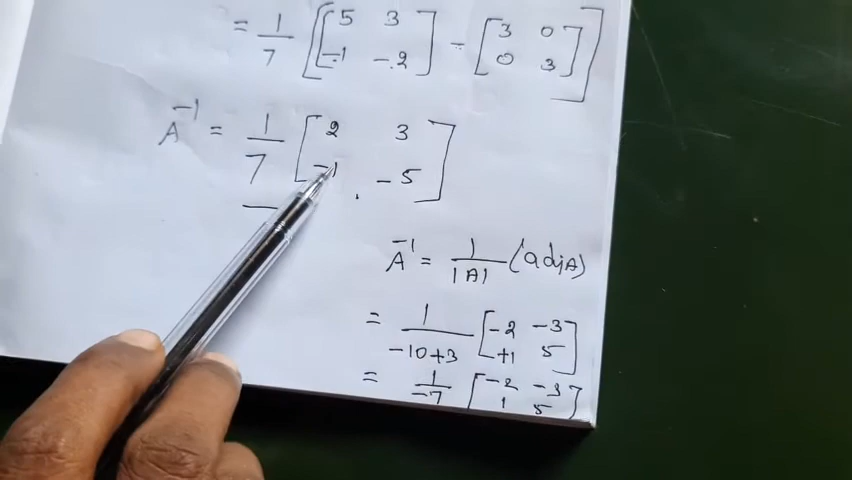 = 1/7 [[5 3] [-1 -2]] - [[3 0] [0 3]]]
A⁻¹ = 1/7 [2 3] [-1 -5]
A⁻¹ = 1/|A| (adjA)
= 1/-10+3 [-2 -3] [+1 5]
= 1/-7 [-2 -3] [1 5]